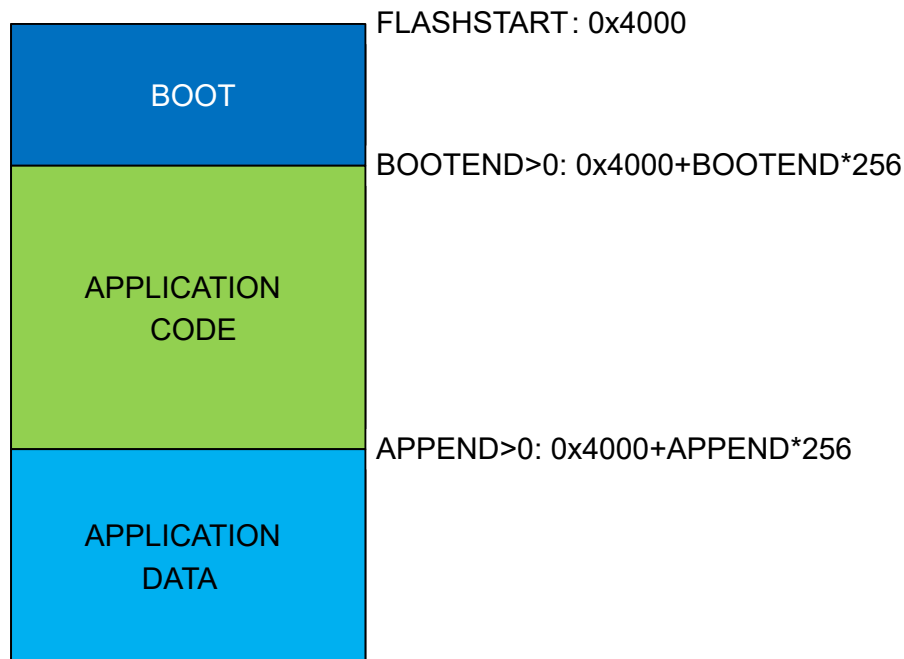 FLASHSTART: 0x4000
BOOT
BOOTEND>0: 0x4000+BOOTEND*256
APPLICATION
CODE
APPEND>0: 0x4000+APPEND*256
APPLICATION
DATA